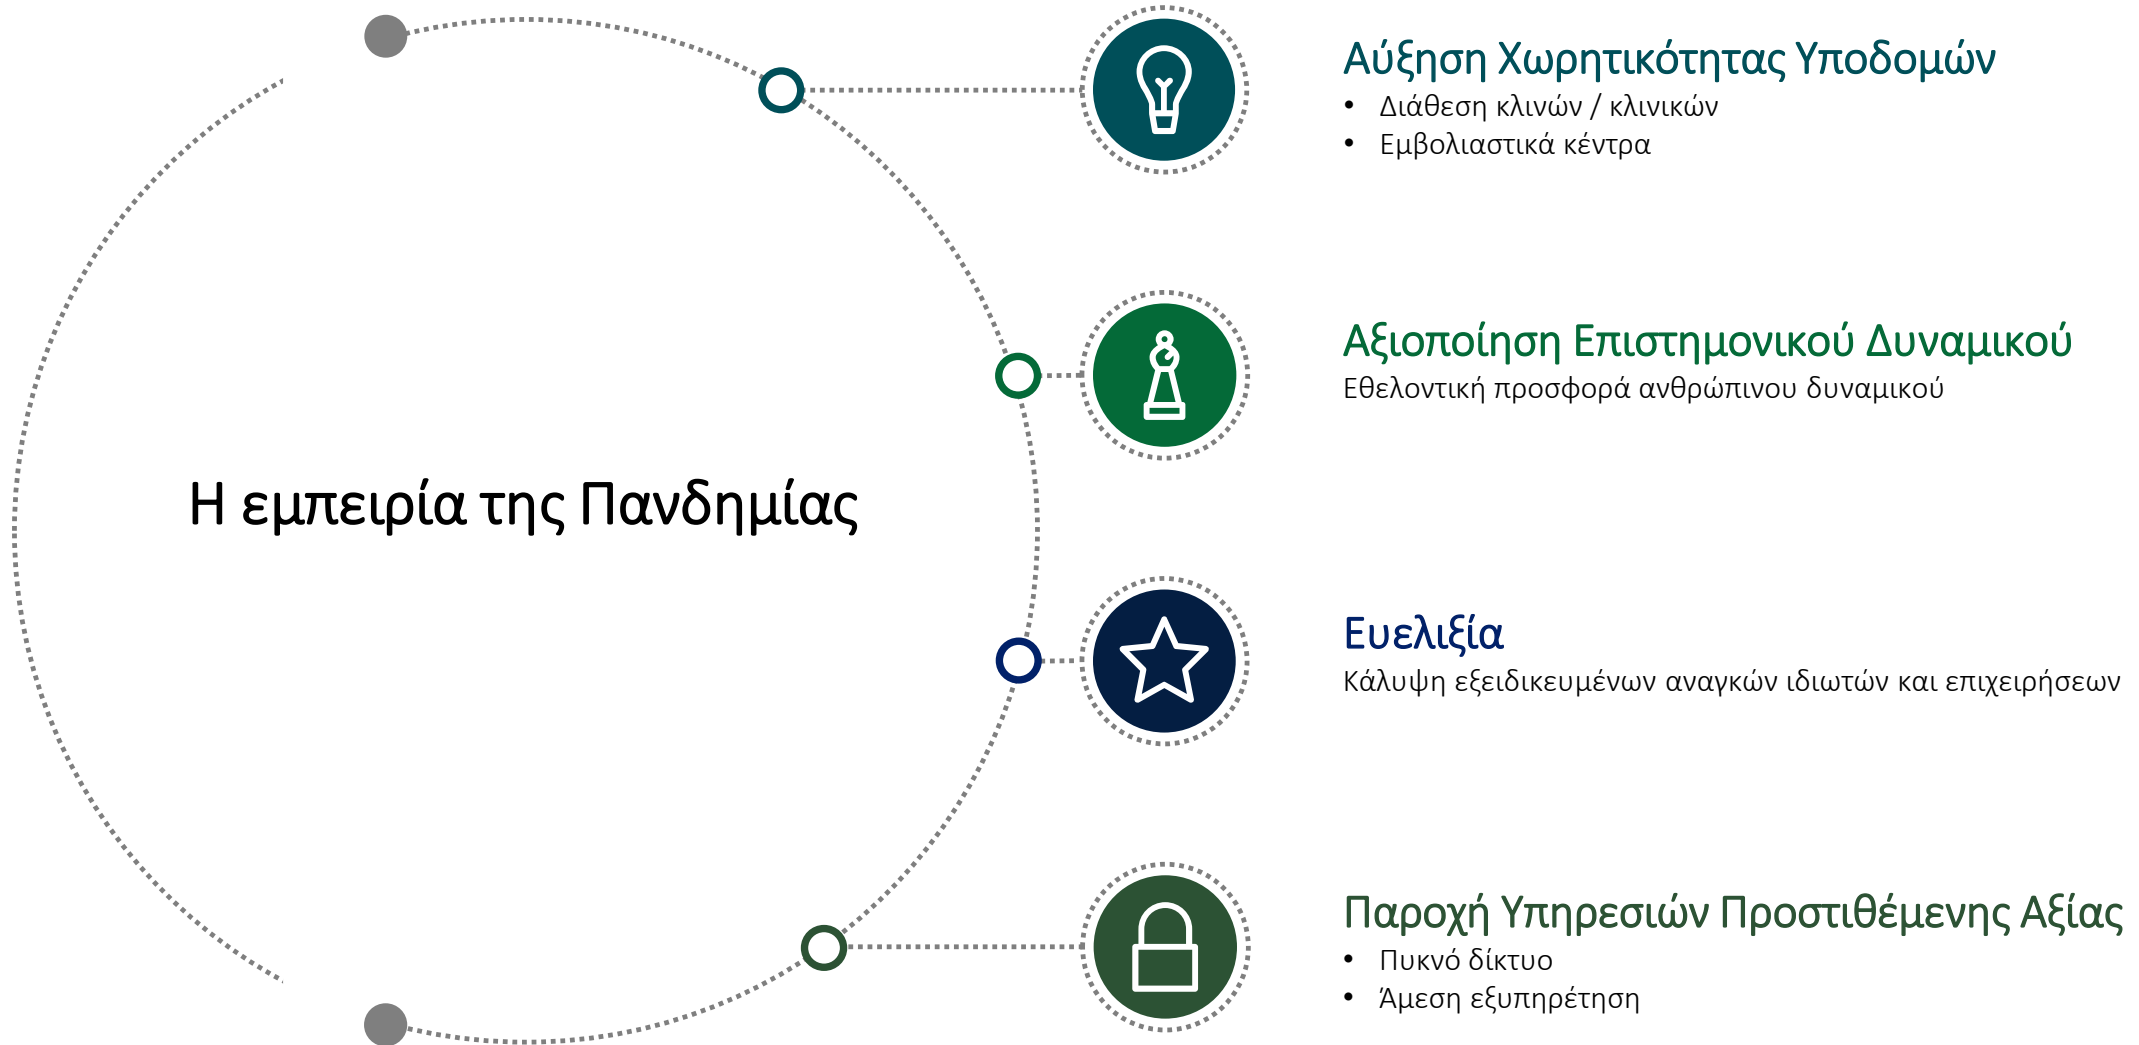 Η εμπειρία της Πανδημίας
Αύξηση Χωρητικότητας Υποδομών
• Διάθεση κλινών / κλινικών
• Εμβολιαστικά κέντρα
Αξιοποίηση Επιστημονικού Δυναμικού
Εθελοντική προσφορά ανθρώπινου δυναμικού
Ευελιξία
Κάλυψη εξειδικευμένων αναγκών ιδιωτών και επιχειρήσεων
Παροχή Υπηρεσιών Προστιθέμενης Αξίας
• Πυκνό δίκτυο
• Άμεση εξυπηρέτηση